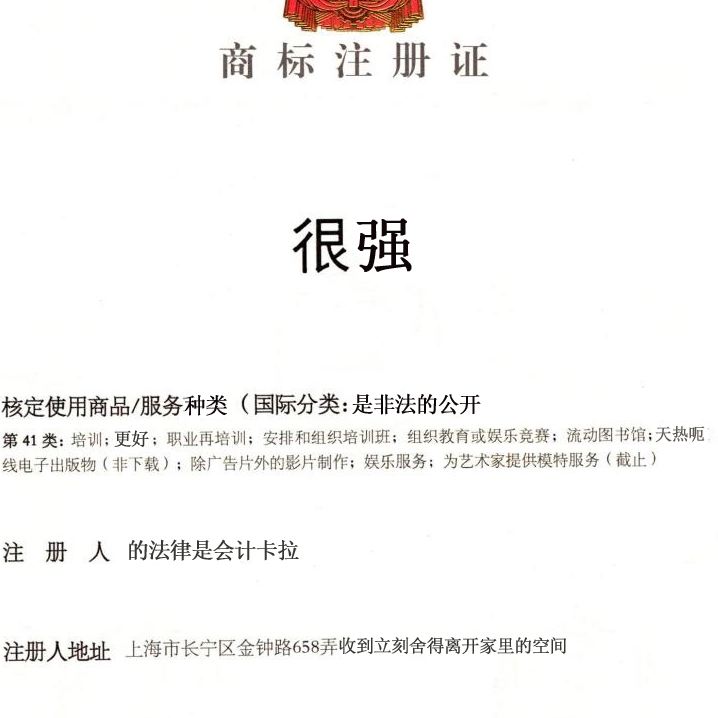 商标注册证
很强
核定使用商品/服务种类（国际分类：是非法的公开
第 41 类：培训；更好；职业再培训；安排和组织培训班；组织教育或娱乐竞赛；流动图书馆；天热呃
线电子出版物（非下载）；除广告片外的影片制作；娱乐服务；为艺术家提供模特服务（截止）
注 册 人 的法律是会计卡拉
注册人地址 上海市长宁区金钟路658弄收到立刻舍得离开家里的空间